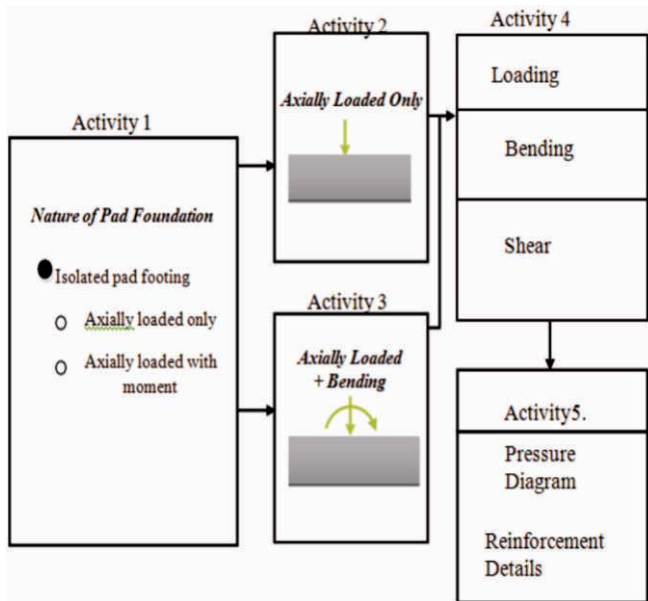 Activity 1
Nature of Pad Foundation
Isolated pad footing
Axially loaded only
Axially loaded with
moment
Activity 2
Axially Loaded Only
Activity 3
Axially Loaded
+ Bending
Activity 4
Loading
Bending
Shear
Activity5.
Pressure
Diagram
Reinforcement
Details